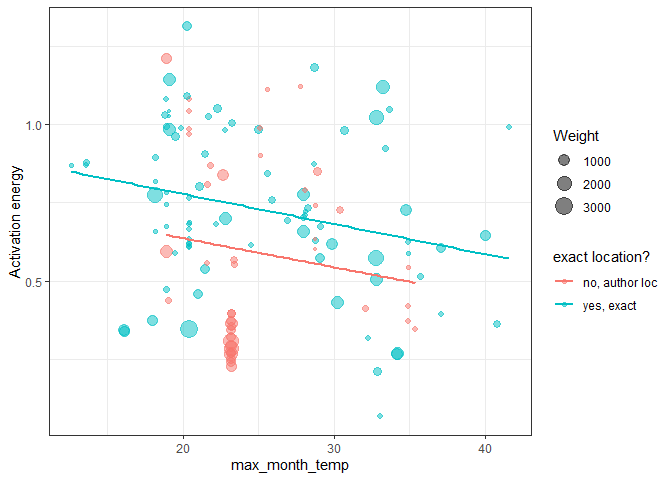 Activation energy
1.0
0.5
20
30
40
max_month_temp
Weight
1000
2000
3000
exact location?
no, author loc
yes, exact